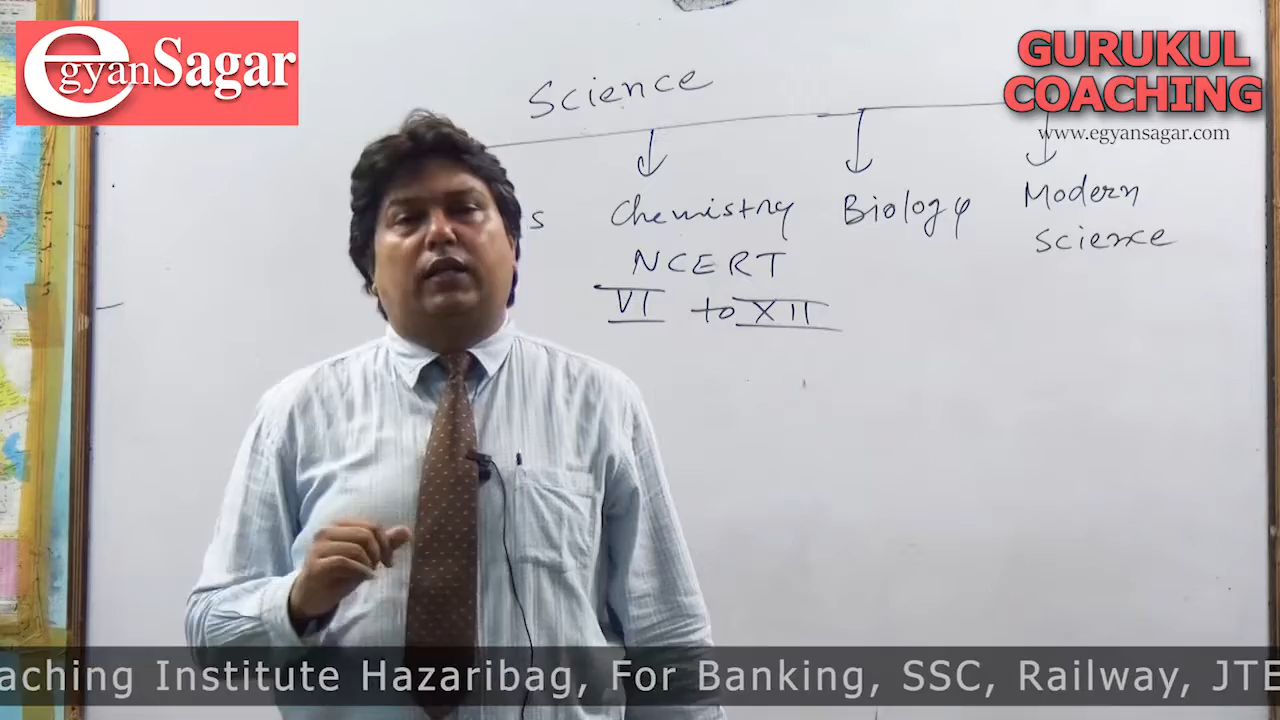 egyanSagar
GURUKUL
COACHING
www.egyansagar.com
Science
s Chemistry Biology Modern
science
NCERT
VI to XII
aching Institute Hazaribag, For Banking, SSC, Railway, JTE